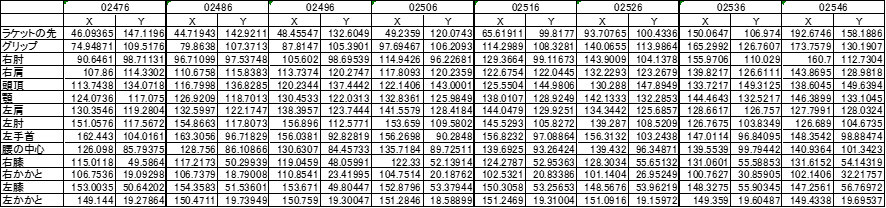 02476 02486 02496 02506 02516 02526 02536 02546
X Y X Y X Y X Y X Y X Y X Y X Y
ラケットの先 46.09365 147.1196 44.71943 142.9211 48.45547 132.6049 49.2359 120.0743 65.61911 99.8177 93.70765 100.4336 150.0647 106.974 192.6746 158.1886
グリップ 74.94871 109.5176 79.8638 107.3713 87.8147 105.3901 97.69467 106.2093 114.2989 108.3281 140.0655 113.9864 165.2992 126.7607 173.7579 130.1907
右肘 90.6461 98.71131 96.71099 97.53748 105.602 98.69539 114.9426 96.22681 129.3664 99.11673 143.9009 104.1378 155.9706 110.029 160.7 112.7304
右肩 107.86 114.3302 110.6758 115.8383 113.7374 120.2747 117.8093 120.2359 122.6754 122.0445 132.2293 123.2679 139.8217 126.6111 143.8695 128.9818
頭頂 113.7438 134.0718 116.7998 136.8285 120.2344 137.4442 122.1406 143.0001 125.5504 144.9806 130.288 147.8949 133.7217 149.3125 138.6045 149.6394
顎 124.0736 117.075 126.9209 118.7013 130.4533 122.0313 132.8361 125.9849 138.0107 128.9249 142.1333 132.2853 144.4643 132.5217 146.3899 133.1045
左肩 130.3546 119.2804 132.5997 122.1747 138.3957 123.7444 141.5579 128.4184 144.0479 129.9251 134.3442 125.6857 128.6617 126.757 127.7991 128.0324
左肘 151.0576 117.5672 154.8663 117.8073 156.896 112.5771 153.659 109.5802 145.5293 105.8272 139.287 108.5209 126.7675 103.8349 126.689 104.6735
左手首 162.443 104.0161 163.3056 96.71829 156.0381 92.82819 156.2698 90.2848 156.8232 97.08864 156.3132 103.2438 147.0114 96.84095 148.3542 98.88474
腰の中心 126.098 85.79375 128.756 86.10866 130.6307 84.45733 135.7184 89.72511 139.6925 93.26424 139.432 96.34871 139.5539 99.79442 140.9364 101.3423
右膝 115.0118 49.5864 117.2173 50.29939 119.0459 48.05991 122.33 52.13914 124.2787 52.95363 128.3034 55.65132 131.0601 55.58853 131.6152 54.14319
右かかと 106.7536 19.09298 106.7379 18.79008 110.8541 23.41995 104.7514 20.18762 102.5321 20.83386 101.1404 26.95249 100.7627 30.85905 102.1406 32.21757
左膝 153.0035 50.64202 154.3583 51.53601 153.671 49.80447 152.8796 53.37944 150.3058 53.25653 148.5676 53.96219 148.3275 55.90345 147.2561 56.76972
左かかと 149.144 19.27864 150.4711 19.73949 150.759 19.30047 151.2846 18.58899 151.2469 19.31004 151.0916 19.15972 149.359 19.60487 149.4338 19.69537